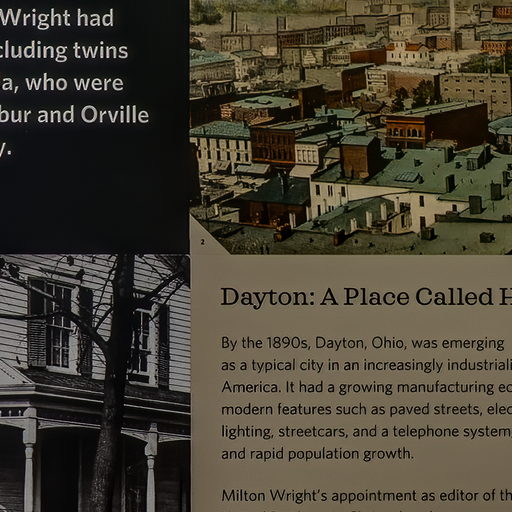 Wright had
cluding twins
a, who were
bur and Orville
y.
2
Dayton: A Place Called H
By the 1890s, Dayton, Ohio, was emerging
as a typical city in an increasingly industriali
America. It had a growing manufacturing ec
modern features such as paved streets, elec
lighting, streetcars, and a telephone system,
and rapid population growth.
Milton Wright's appointment as editor of th